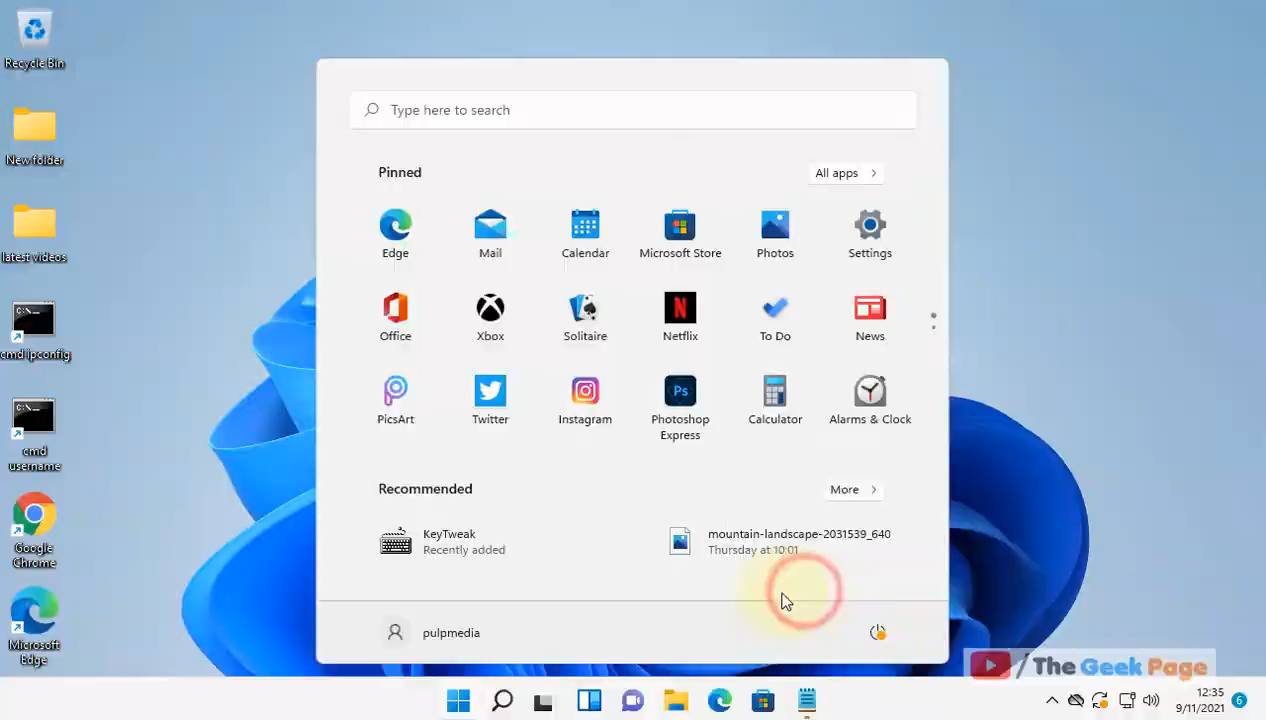 Recycle Bin
New folder
latest videos
cmd ipconfig
cmd
username
Google
Chrome
Microsoft
Edge
Type here to search
Pinned
All apps
Edge
Mail
Calendar
Microsoft Store
Photos
Settings
Office
Xbox
Solitaire
Netflix
To Do
News
PicsArt
Twitter
Instagram
Ps
Photoshop
Express
Calculator
Alarms & Clock
Recommended
More
KeyTweak
Recently added
mountain-landscape-2031539_640
Thursday at 10:01
pulpmedia
/ The Geek Page
12:35
9/11/2021
6